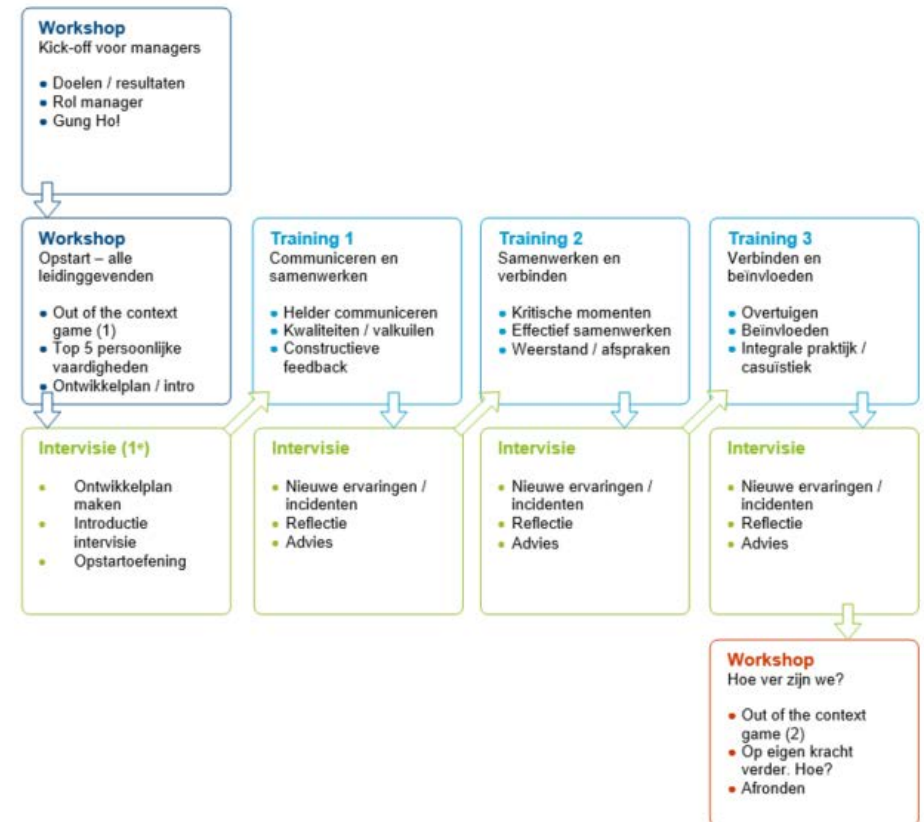 Workshop
Kick-off voor managers
• Doelen / resultaten
• Rol manager
• Gung Ho!
Workshop
Opstart – alle
leidinggevenden
• Out of the context
game (1)
• Top 5 persoonlijke
vaardigheden
• Ontwikkelplan / intro
Training 1
Communiceren en
samenwerken
• Helder communiceren
• Kwaliteiten / valkuilen
• Constructieve
feedback
Training 2
Samenwerken en
verbinden
• Kritische momenten
• Effectief samenwerken
• Weerstand / afspraken
Training 3
Verbinden en
beïnvloeden
• Overtuigen
• Beïnvloeden
• Integrale praktijk /
casuïstiek
Intervisie (1e)
• Ontwikkelplan
maken
• Introductie
intervisie
• Opstartoefening
Intervisie
• Nieuwe ervaringen /
incidenten
• Reflectie
• Advies
Intervisie
• Nieuwe ervaringen /
incidenten
• Reflectie
• Advies
Intervisie
• Nieuwe ervaringen /
incidenten
• Reflectie
• Advies
Workshop
Hoe ver zijn we?
• Out of the context
game (2)
• Op eigen kracht
verder. Hoe?
• Afronden